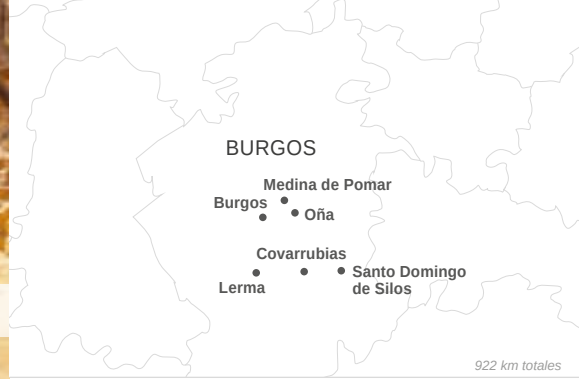 BURGOS
Medina de Pomar
Burgos
Oña
Covarrubias
Santo Domingo
de Silos
Lerma
922 km totales